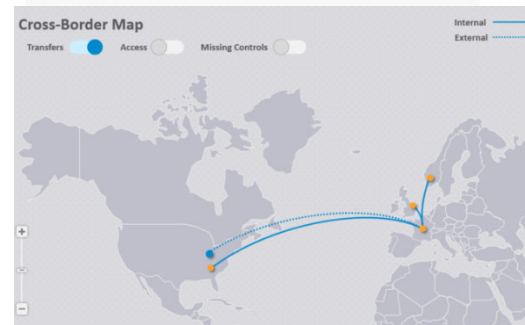 Cross-Border Map
Internal
External
Transfers Access Missing Controls
+
−